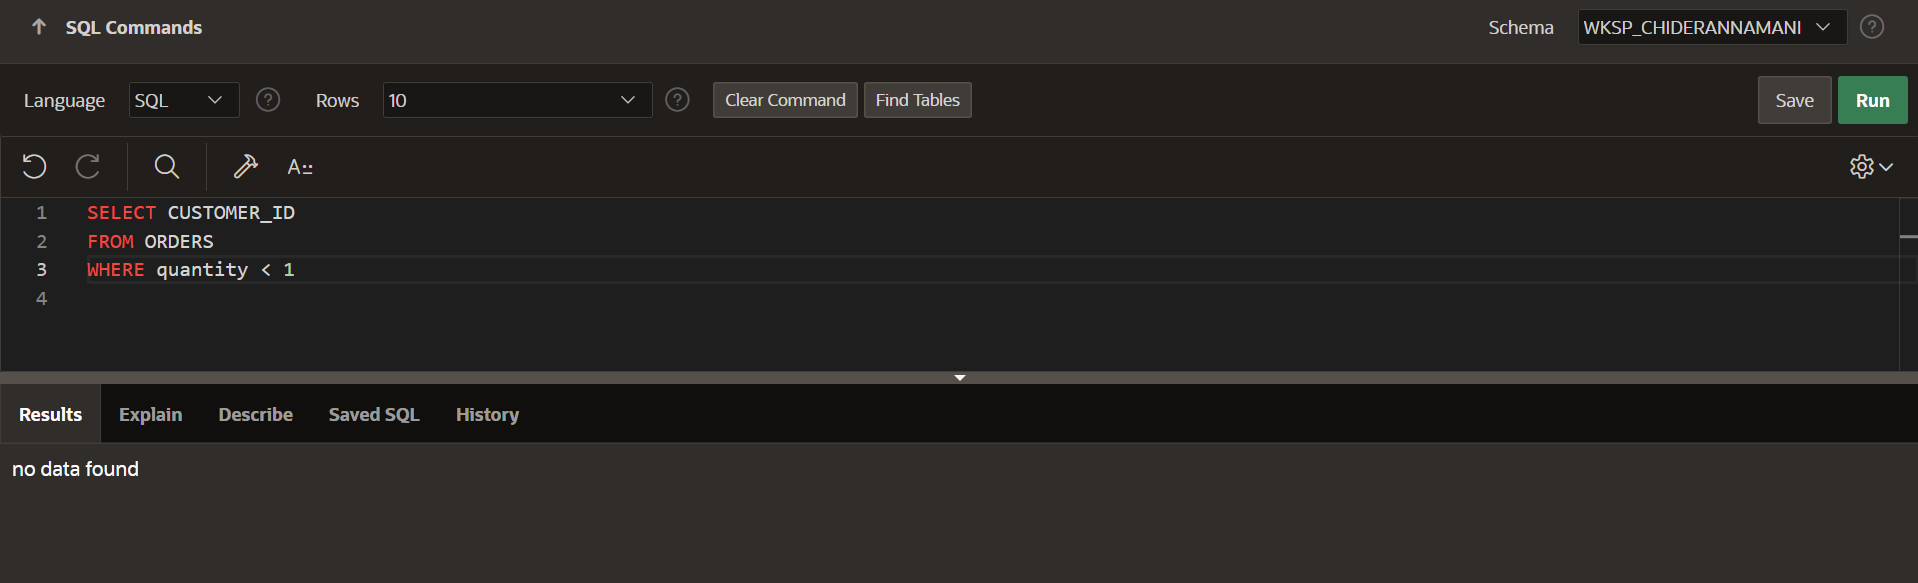 SQL Commands
Schema
WKSP_CHIDERANNAMANI
Language
SQL
Rows
10
Clear Command
Find Tables
Save
Run
A
1 SELECT CUSTOMER_ID
2 FROM ORDERS
3 WHERE quantity < 1
4
Results
Explain
Describe
Saved SQL
History
no data found